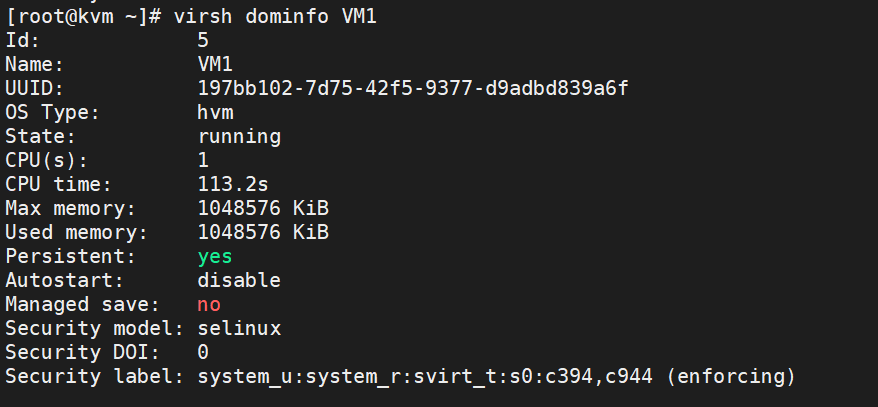 [root@kvm ~]# virsh dominfo VM1
Id:             5
Name:           VM1
UUID:           197bb102-7d75-42f5-9377-d9adbd839a6f
OS Type:        hvm
State:          running
CPU(s):         1
CPU time:       113.2s
Max memory:     1048576 KiB
Used memory:    1048576 KiB
Persistent:     yes
Autostart:      disable
Managed save:   no
Security model: selinux
Security DOI:   0
Security label: system_u:system_r:svirt_t:s0:c394,c944 (enforcing)